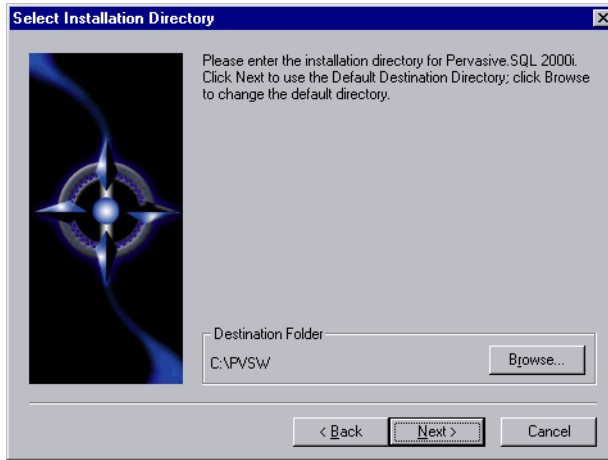 Select Installation Directory
Please enter the installation directory for Pervasive.SQL 2000i.
Click Next to use the Default Destination Directory; click Browse
to change the default directory.
Destination Folder
C:\PVSW
Browse...
< Back
Next >
Cancel